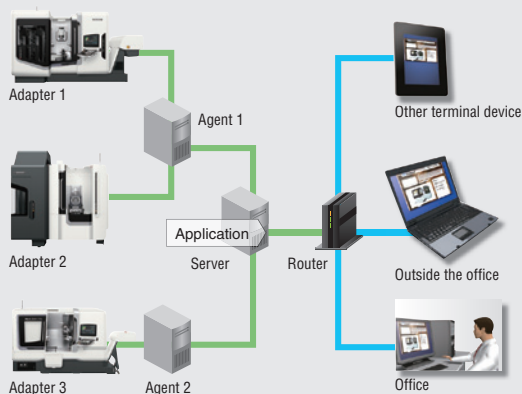 Adapter 1
Agent 1
Other terminal device
Adapter 2
Application
Server
Router
Outside the office
Adapter 3
Agent 2
Office